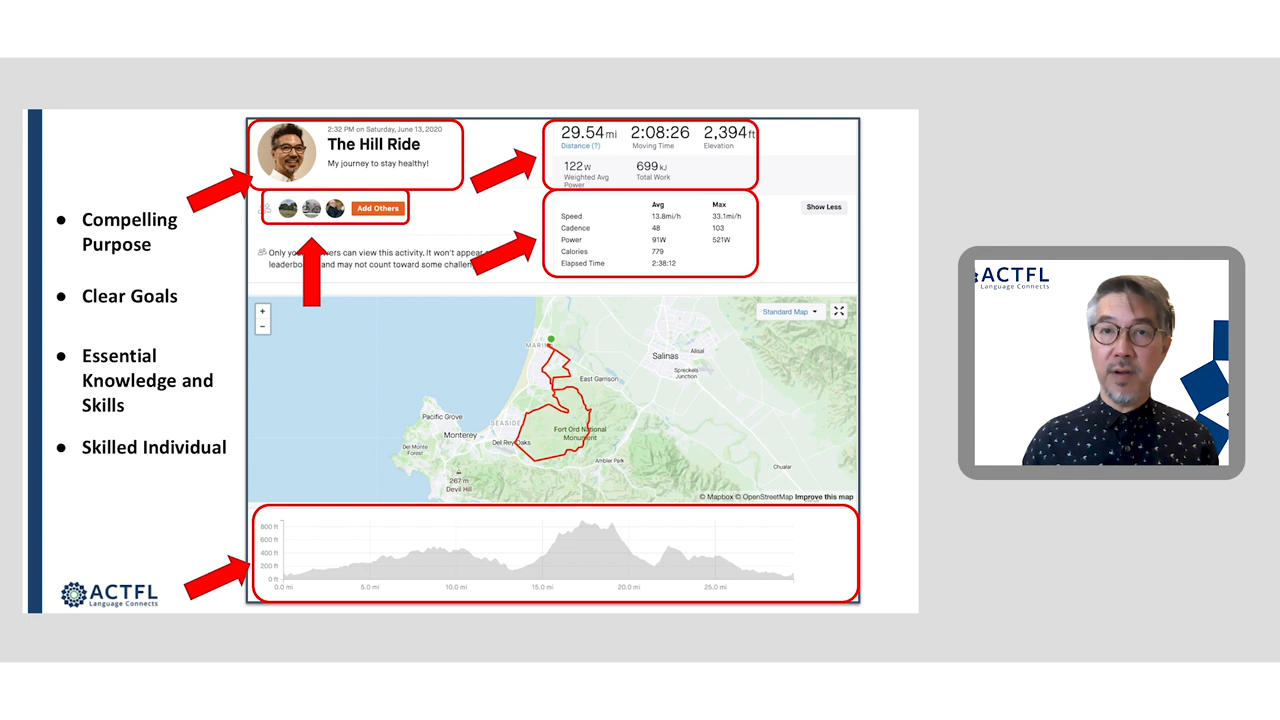 2:32 PM on Saturday, June 13, 2020
The Hill Ride
My journey to stay healthy!
29.54 mi 2:08:26 2,394 ft
Distance (?) Moving Time Elevation
122 W 699 kJ
Weighted Avg Power Total Work
Add Others
Avg Max
Speed 13.8mi/h 33.1mi/h
Cadence 48 103
Power 91W 521W
Calories 779
Elapsed Time 2:38:12
Show Less
Only can view this activity. It won't appear
and may not count toward some
• Compelling
Purpose
• Clear Goals
• Essential
Knowledge and
Skills
• Skilled Individual
+
−
Standard Map
Salinas
Alisal
Spreckels
Junction
East Garrison
Pacific Grove
Monterey
SEASIDE
Del Rey Oaks
Del Monte
Forest
Fort Ord National
Monument
Ambler Park
267 m
Devil Hill
Chualar
© Mapbox © OpenStreetMap Improve this map
800 ft
600 ft
400 ft
200 ft
0 ft
0.0 mi 5.0 mi 10.0 mi 15.0 mi 20.0 mi 25.0 mi
ACTFL
Language Connects
ACTFL
Language Connects